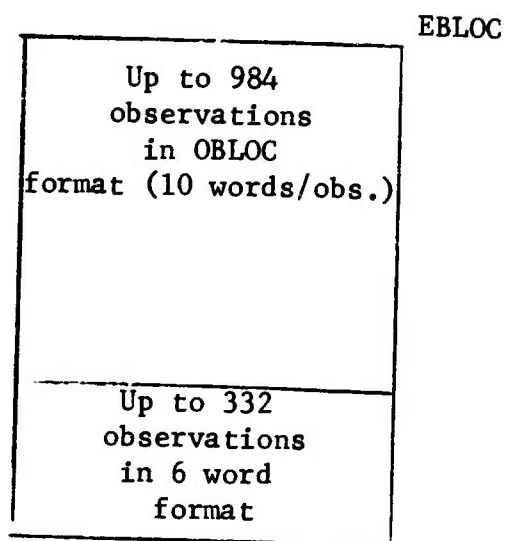 EBLOC
Up to 984
observations
in OBLOC
format (10 words/obs.)
Up to 332
observations
in 6 word
format